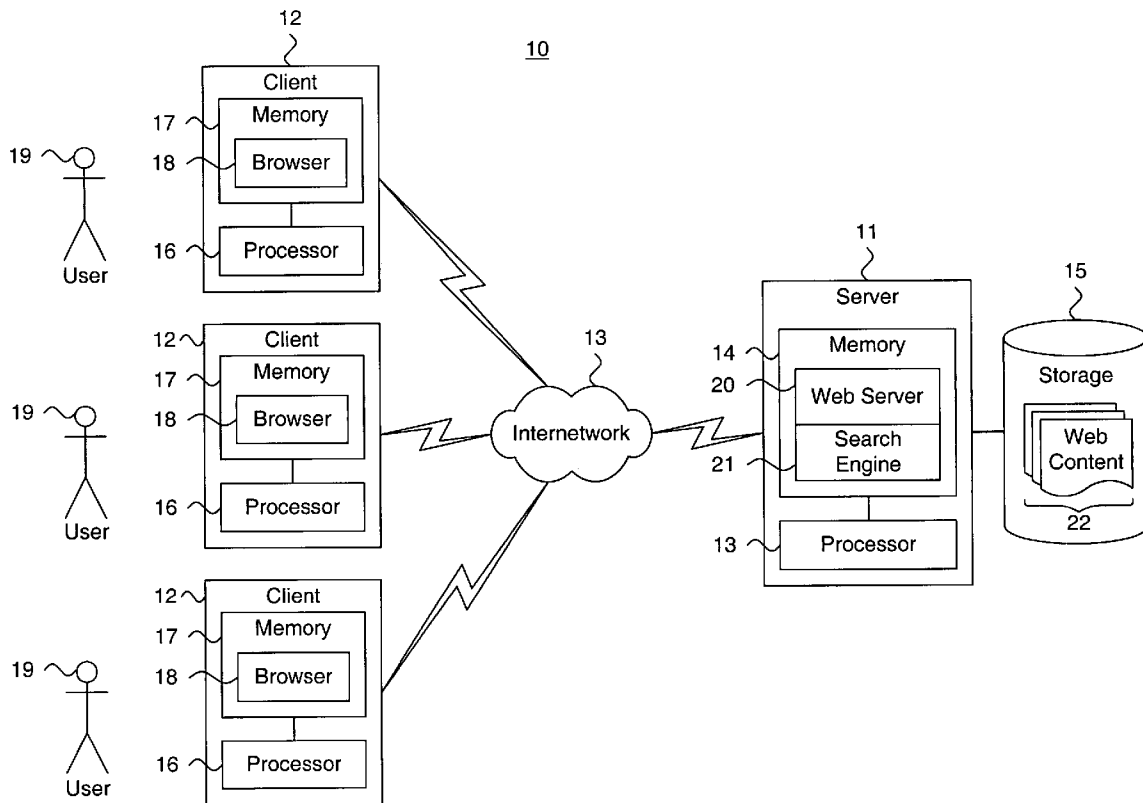 12
10
Client
17
Memory
19
18
Browser
16
Processor
User
11
Server
15
12
Client
17
Memory
13
14
Memory
Storage
19
18
Browser
20
Web Server
Internetwork
21
Search
Engine
Web
Content
16
Processor
User
22
13
Processor
12
Client
17
Memory
19
18
Browser
16
Processor
User